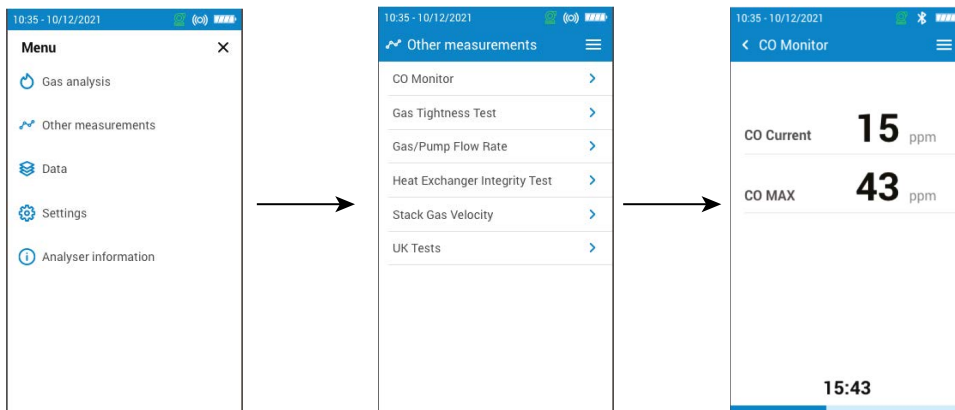 10:35 - 10/12/2021
Menu
Gas analysis
Other measurements
Data
Settings
Analyser information
10:35 - 10/12/2021
Other measurements
CO Monitor
Gas Tightness Test
Gas/Pump Flow Rate
Heat Exchanger Integrity Test
Stack Gas Velocity
UK Tests
10:35 - 10/12/2021
CO Monitor
CO Current 15 ppm
CO MAX 43 ppm
15:43